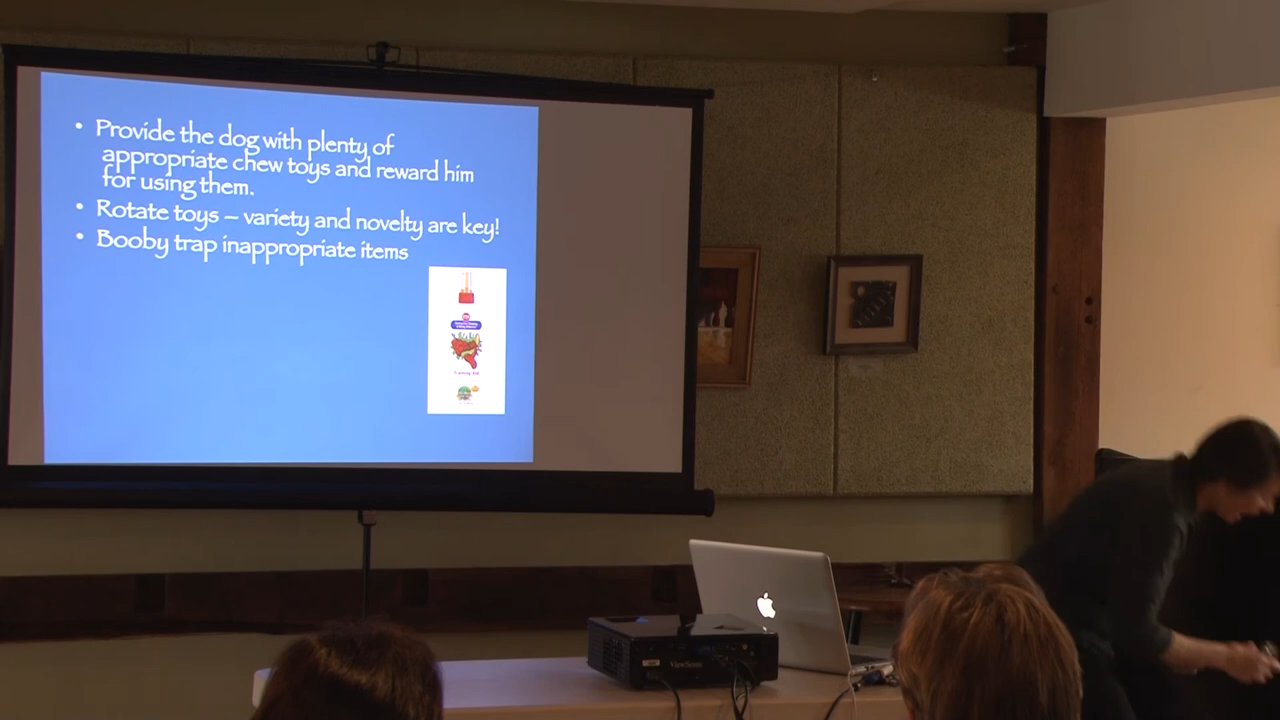 • Provide the dog with plenty of
appropriate chew toys and reward him
for using them.
• Rotate toys – variety and novelty are key!
• Booby trap inappropriate items
ViewSonic